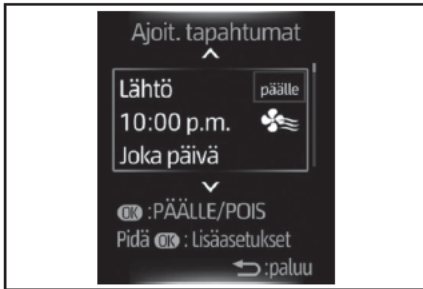 Ajoit. tapahtumat
Lähtö päälle
10:00 p.m.
Joka päivä
OK :PÄÄLLE/POIS
Pidä OK : Lisäasetukset
:paluu